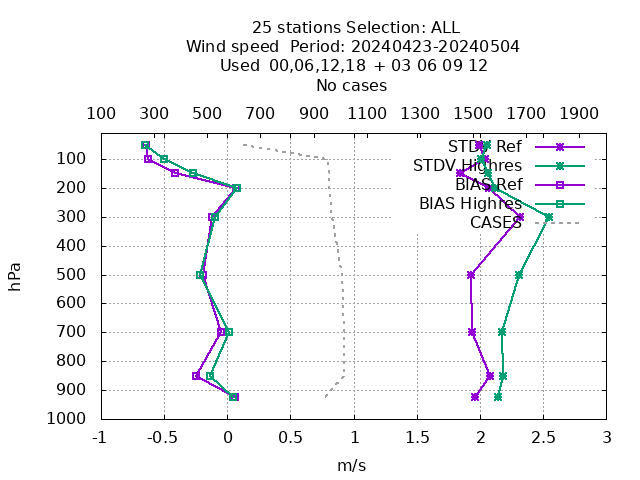 25 stations Selection: ALL
Wind speed  Period: 20240423-20240504
Used  00,06,12,18 + 03 06 09 12
No cases
100 300 500 700 900 1100 1300 1500 1700 1900
STDV Ref
STDV Highres
BIAS Ref
BIAS Highres
CASES
hPa
100
200
300
400
500
600
700
800
900
1000
-1 -0.5 0 0.5 1 1.5 2 2.5 3
m/s